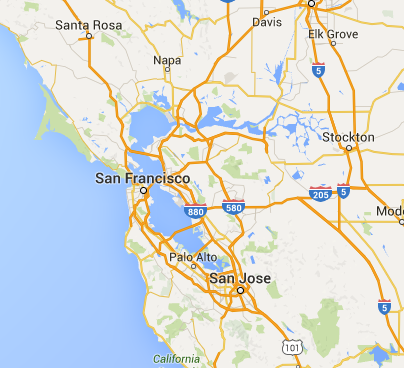 Santa Rosa
Davis
Elk Grove
Napa
5
Stockton
San Francisco
205
5
880
580
Mode
Palo Alto
San Jose
5
101
California